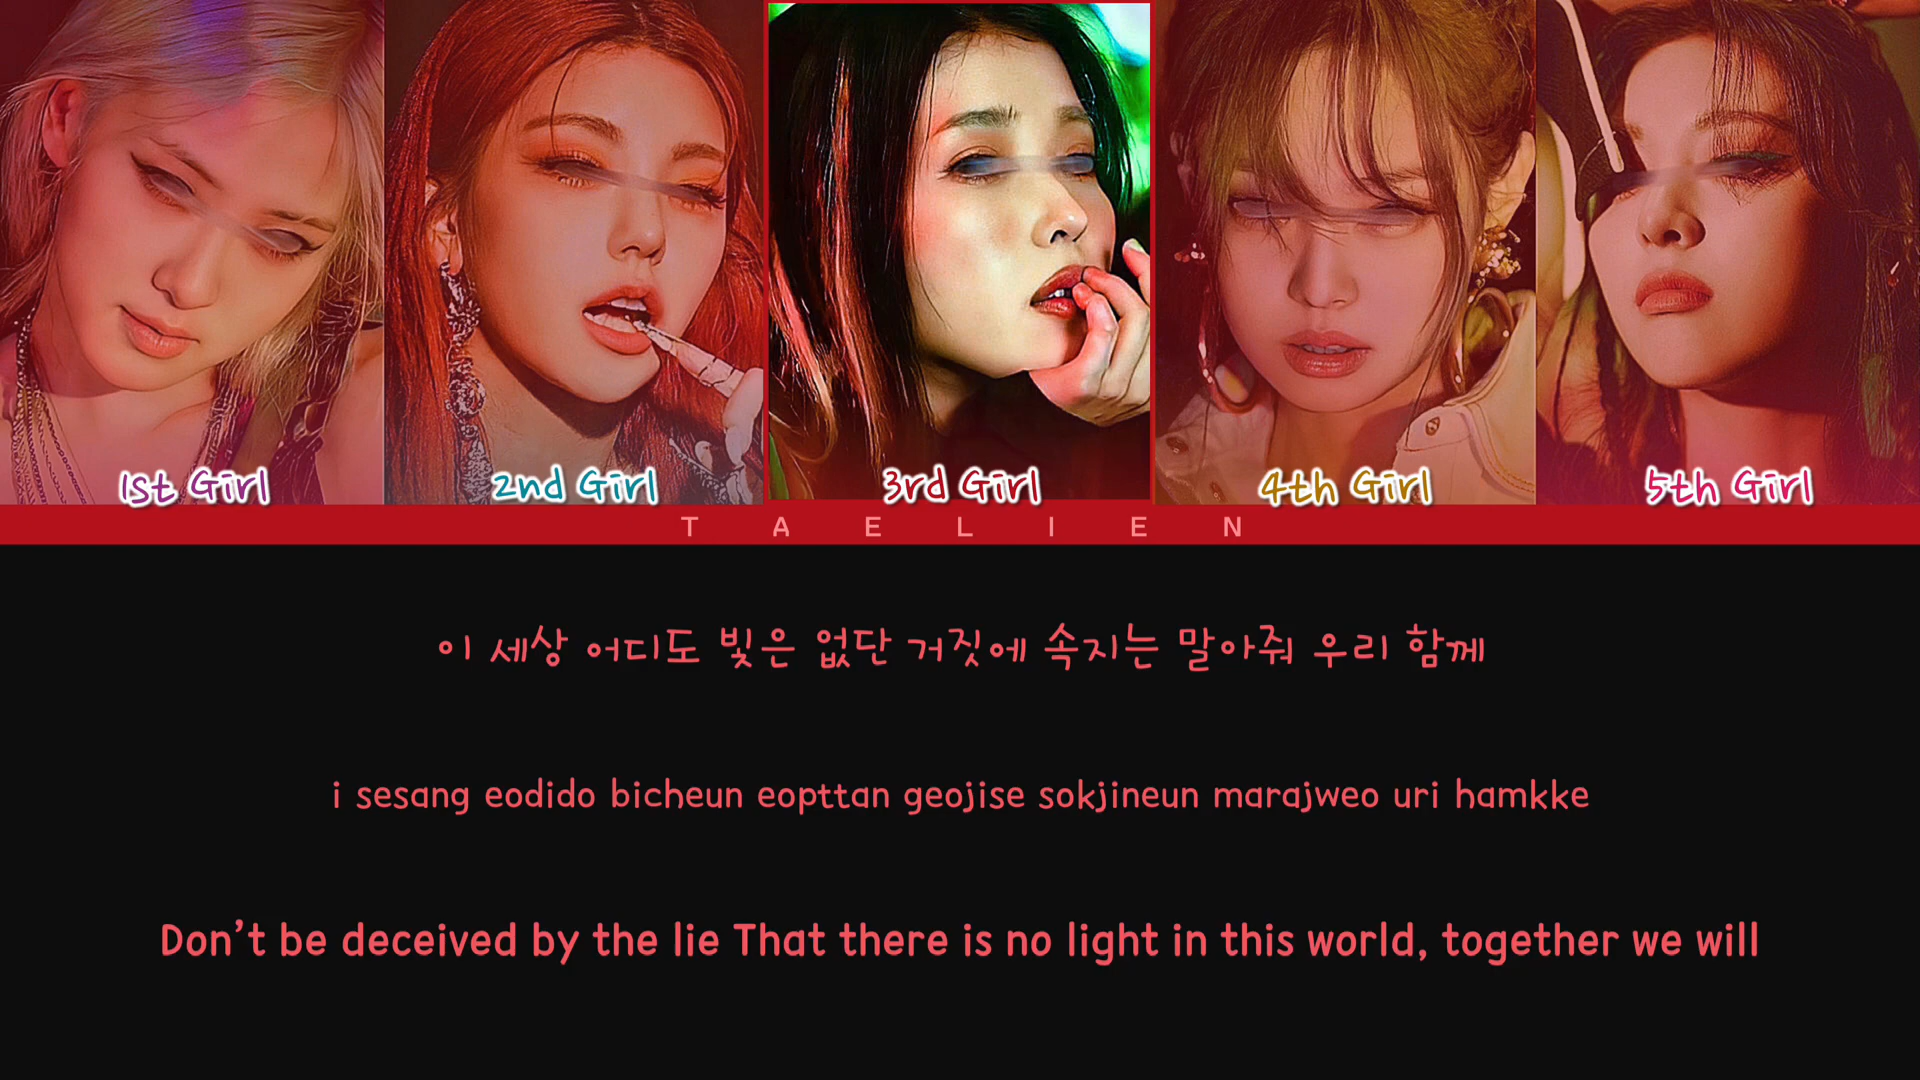 1st Girl
2nd Girl
3rd Girl
4th Girl
5th Girl
TAELIEN
이 세상 어디도 빛은 없단 거짓에 속지는 말아줘 우리 함께
i sesang eodido bicheun eopttan geojise sokjineun marajweo uri hamkke
Don't be deceived by the lie That there is no light in this world, together we will